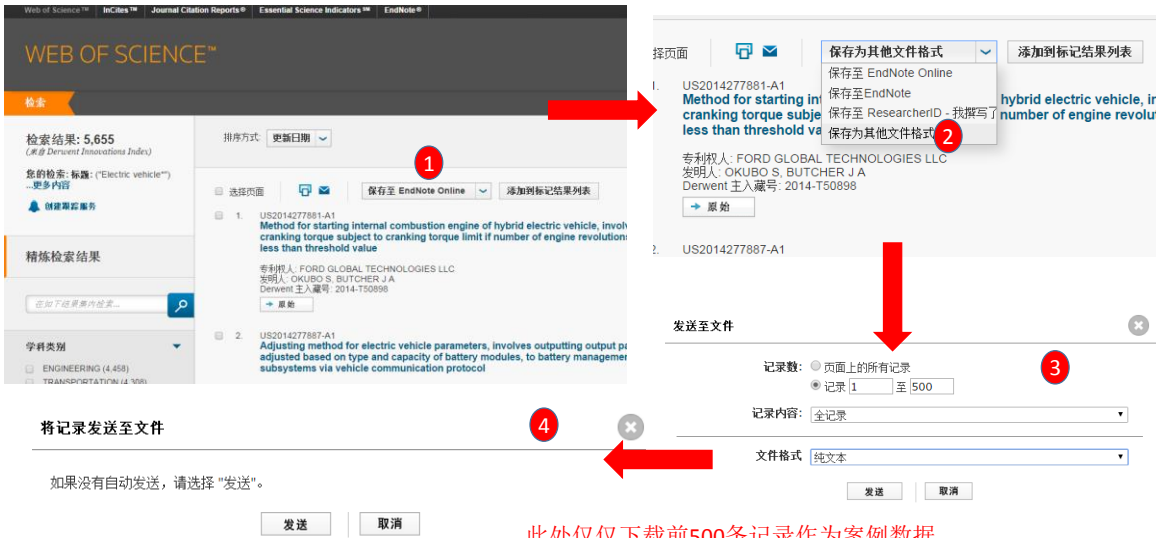 Web of Science™ InCites™ Journal Citation Reports® Essential Science Indicators℠ EndNote®
WEB OF SCIENCE™
检索
检索结果: 5,655
(来自 Derwent Innovations Index)
您的检索: 标题: ("Electric vehicle*")
...更多内容
创建跟踪服务
精炼检索结果
在如下结果集内检索...
学科类别
ENGINEERING (4,458)
TRANSPORTATION (4,308)
排序方式: 更新日期
1
选择页面
保存至 EndNote Online
添加到标记结果列表
1. US2014277881-A1
Method for starting internal combustion engine of hybrid electric vehicle, involv
cranking torque subject to cranking torque limit if number of engine revolution
less than threshold value
专利权人: FORD GLOBAL TECHNOLOGIES LLC
发明人: OKUBO S, BUTCHER J A
Derwent 主入藏号: 2014-T50898
原始
2. US2014277887-A1
Adjusting method for electric vehicle parameters, involves outputting output pa
adjusted based on type and capacity of battery modules, to battery managemen
subsystems via vehicle communication protocol
择页面
保存为其他文件格式
添加到标记结果列表
保存至 EndNote Online
保存至EndNote
保存至 ResearcherID - 我撰写了
保存为其他文件格式
2
1. US2014277881-A1
Method for starting in hybrid electric vehicle, in
cranking torque subje number of engine revolu
less than threshold va
专利权人: FORD GLOBAL TECHNOLOGIES LLC
发明人: OKUBO S, BUTCHER J A
Derwent 主入藏号: 2014-T50898
原始
2. US2014277887-A1
发送至文件
3
记录数: 页面上的所有记录
记录 1 至 500
记录内容: 全记录
文件格式 纯文本
发送 取消
将记录发送至文件
4
如果没有自动发送，请选择 "发送"。
发送 取消
此处仅仅下载前500条记录作为案例数据